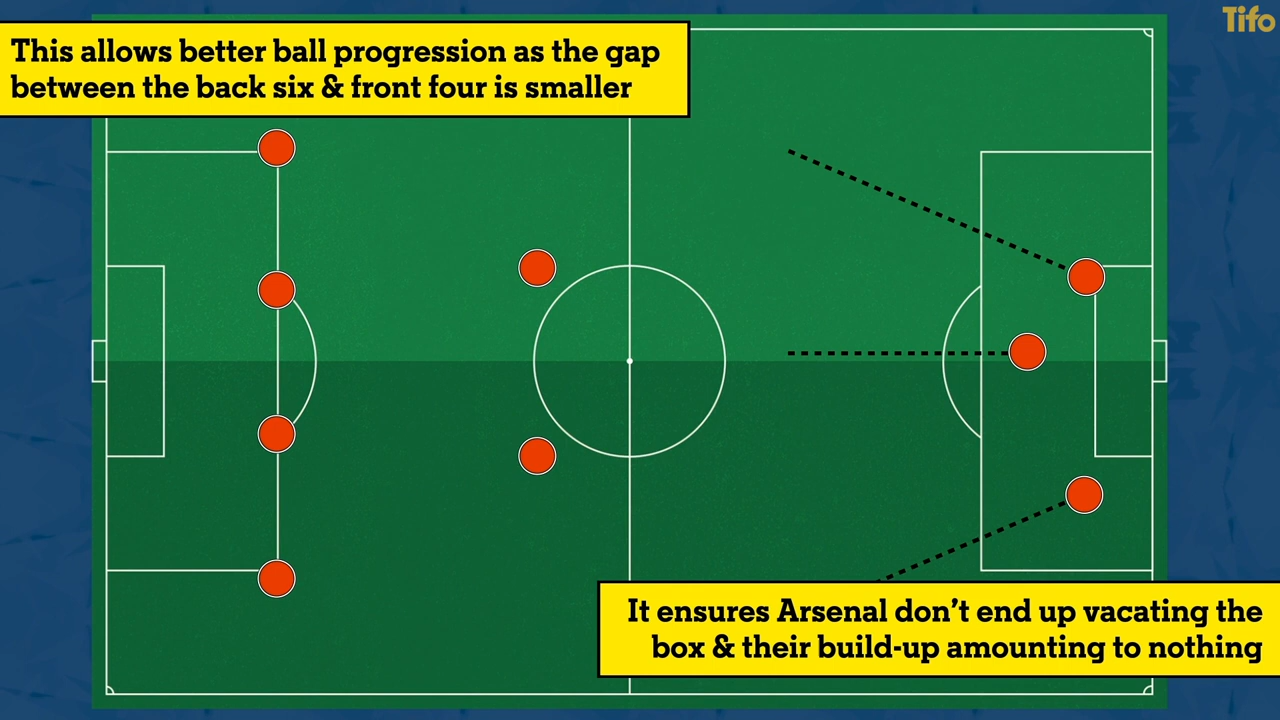 Tifo
This allows better ball progression as the gap
between the back six & front four is smaller
It ensures Arsenal don’t end up vacating the
box & their build-up amounting to nothing